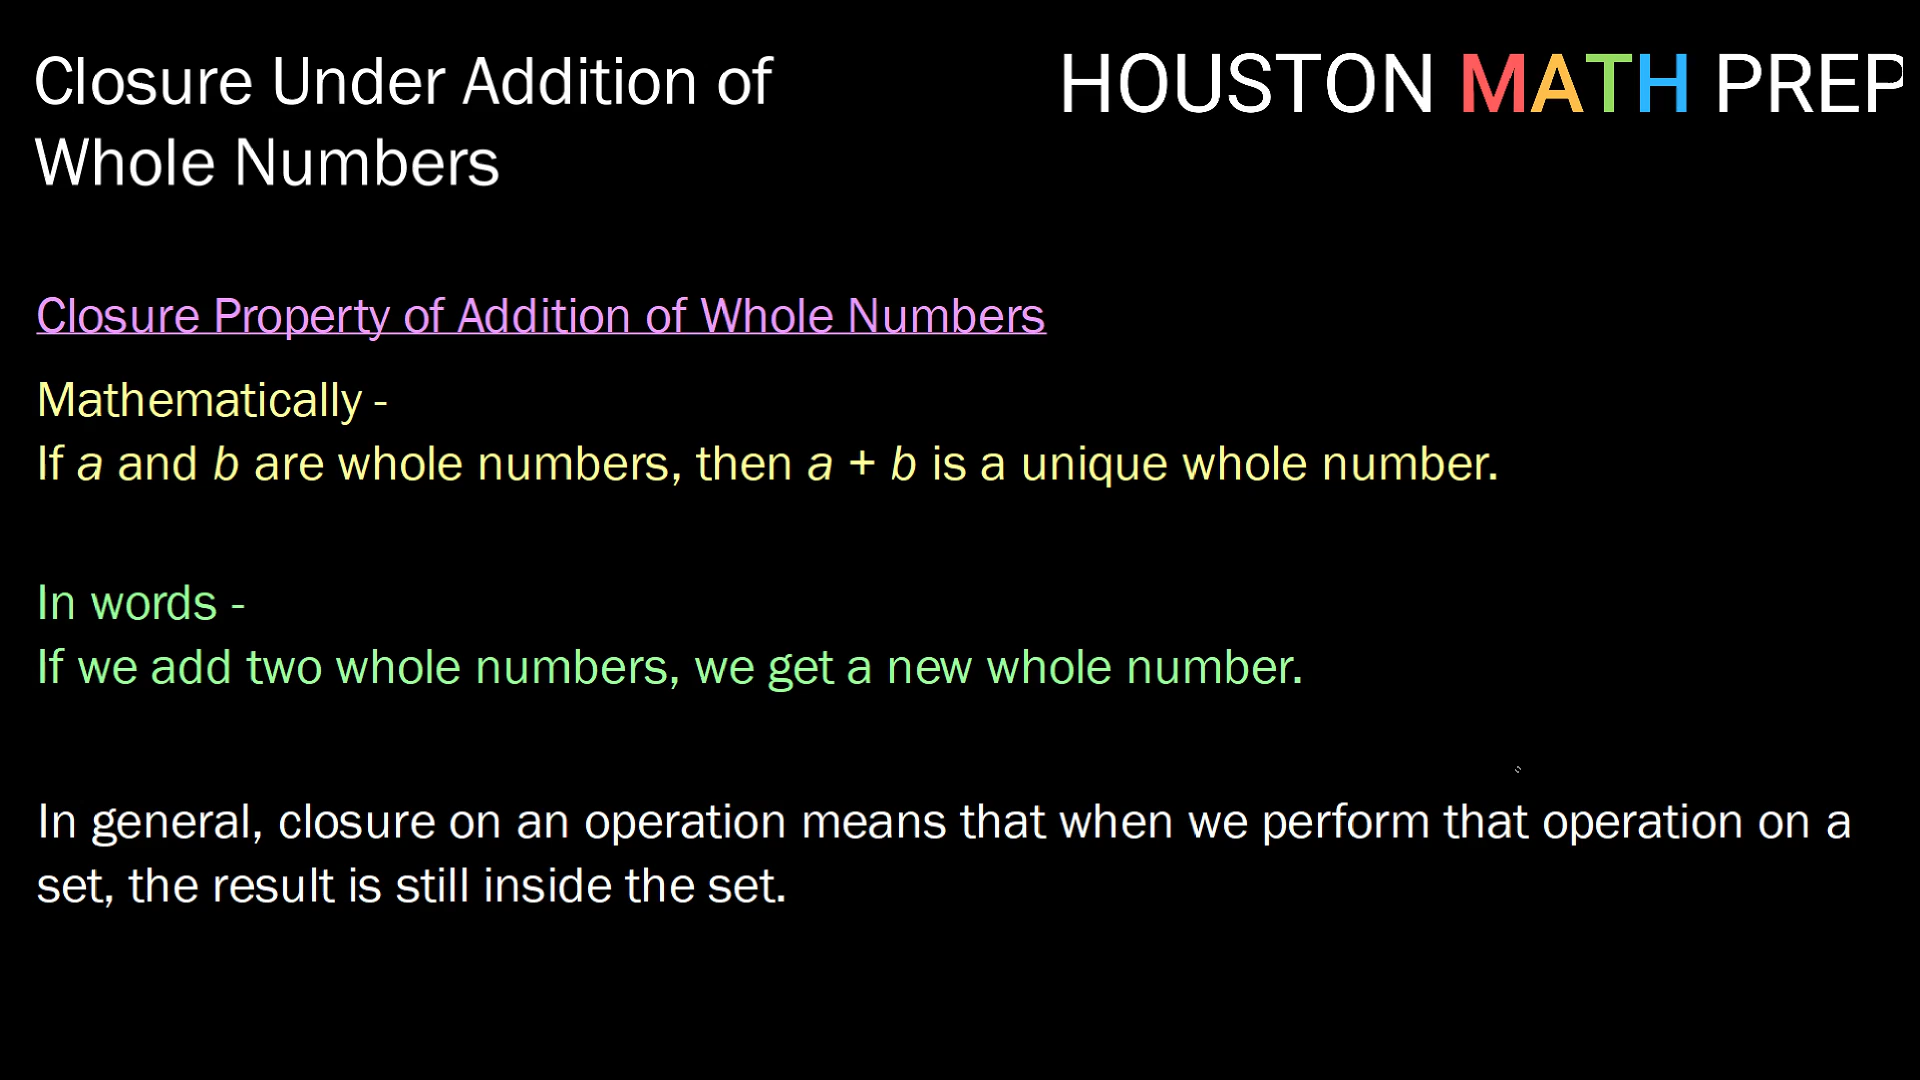 Closure Under Addition of
Whole Numbers
HOUSTON MATH PREP
Closure Property of Addition of Whole Numbers
Mathematically -
If a and b are whole numbers, then a + b is a unique whole number.
In words -
If we add two whole numbers, we get a new whole number.
In general, closure on an operation means that when we perform that operation on a
set, the result is still inside the set.